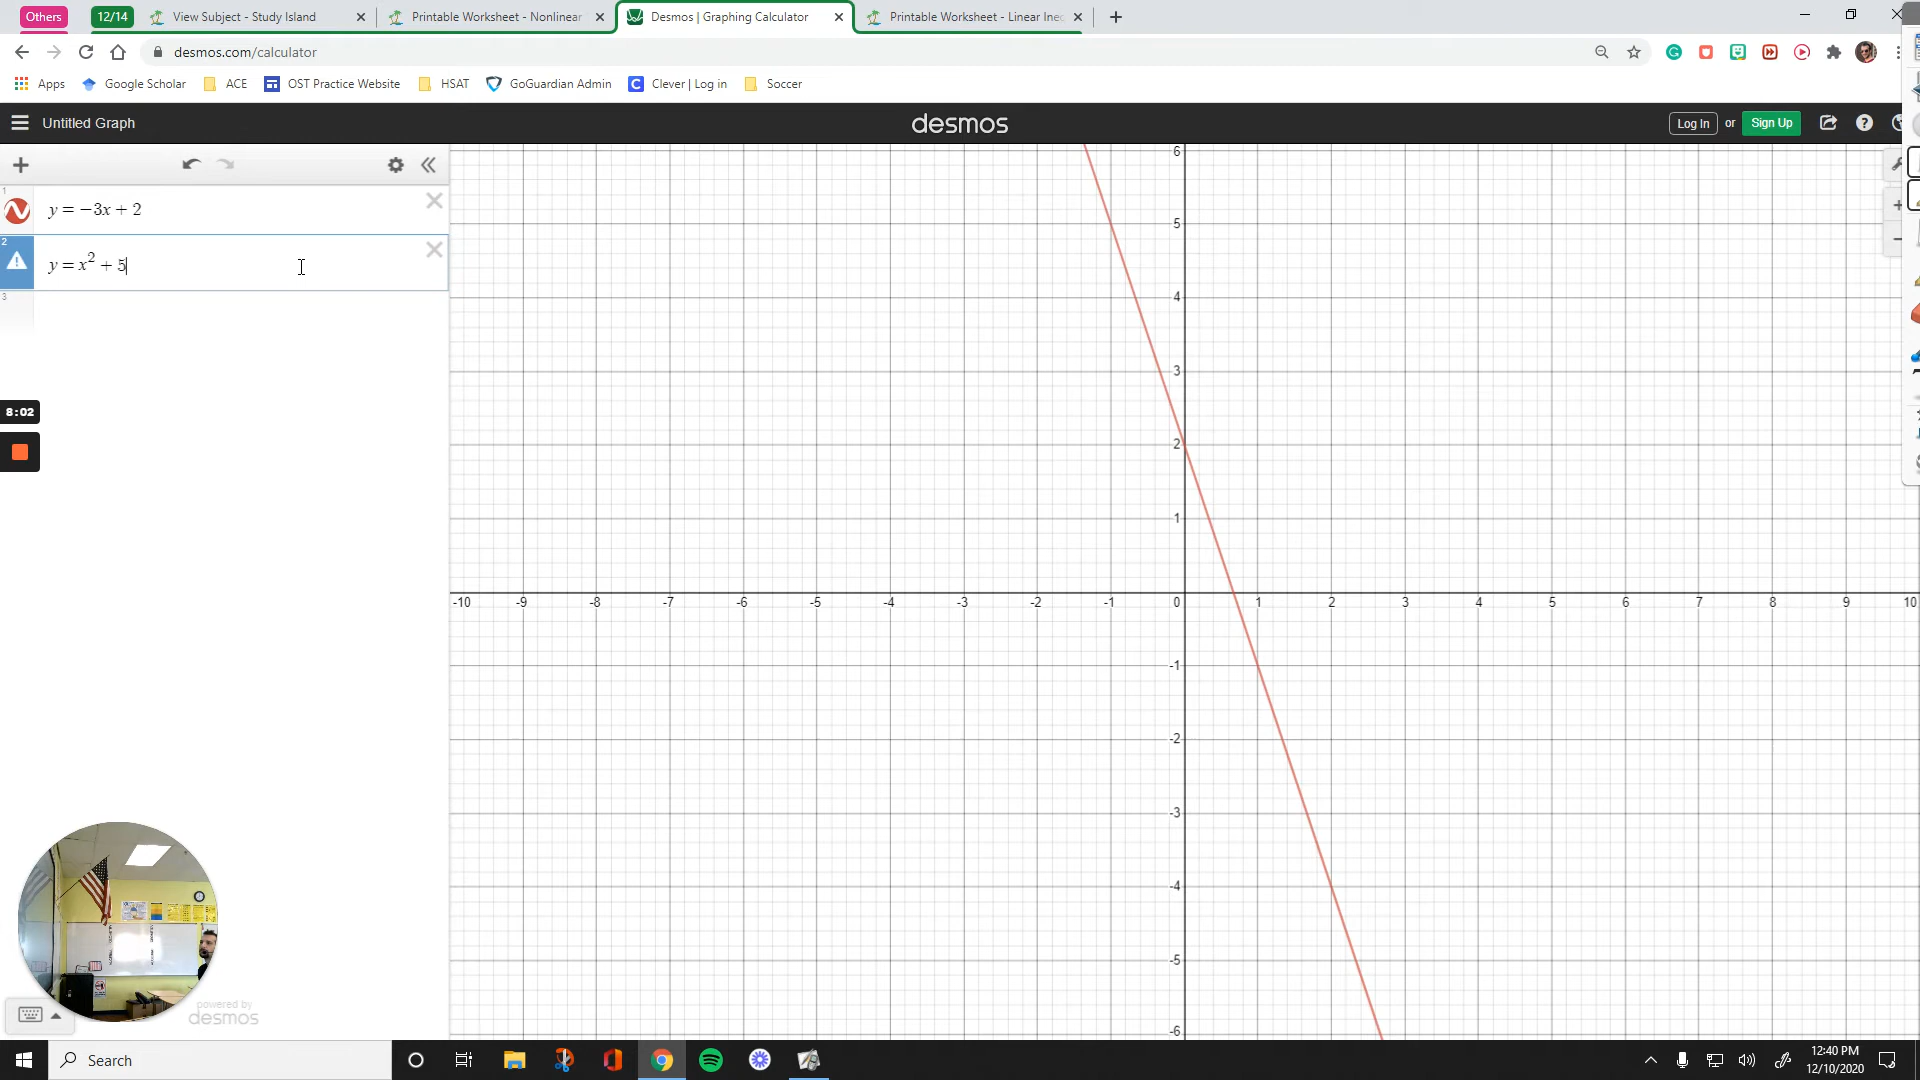 Others
12/14
View Subject - Study Island
Printable Worksheet - Nonlinear
Desmos | Graphing Calculator
Printable Worksheet - Linear Ine
desmos.com/calculator
Apps
Google Scholar
ACE
OST Practice Website
HSAT
GoGuardian Admin
Clever | Log in
Soccer
Untitled Graph
desmos
Log In
or
Sign Up
1
y = −3x + 2
2
y = x² + 5
3
8:02
6
5
4
3
2
1
-10 -9 -8 -7 -6 -5 -4 -3 -2 -1 0 1 2 3 4 5 6 7 8 9 10
-1
-2
-3
-4
-5
-6
powered by
desmos
Search
12:40 PM
12/10/2020